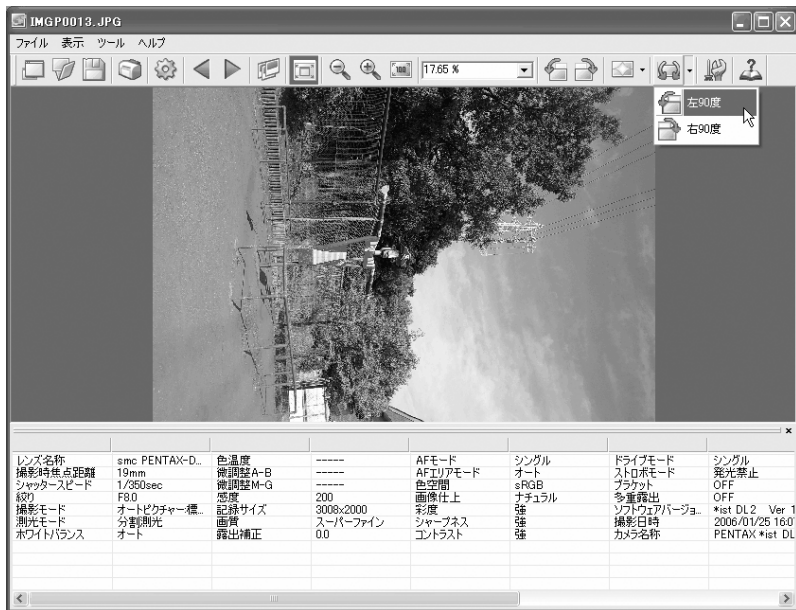 IMGP0013.JPG
ファイル 表示 ツール ヘルプ
100 17.65 %
左90度
右90度
レンズ名称 smc PENTAX-D... 色温度 ----- AFモード シングル ドライブモード シングル
撮影時焦点距離 19mm 微調整A-B ----- AFエリアモード オート ストロボモード 発光禁止
シャッタースピード 1/350sec 微調整M-G ----- 色空間 sRGB ブラケット OFF
絞り F8.0 感度 200 画像仕上 ナチュラル 多重露出 OFF
撮影モード オートピクチャー:標... 記録サイズ 3008x2000 彩度 強 ソフトウェアバージョ... *ist DL2 Ver 1
測光モード 分割測光 画質 スーパーファイン シャープネス 強 撮影日時 2006/01/25 16:0
ホワイトバランス オート 露出補正 0.0 コントラスト 強 カメラ名称 PENTAX *ist DL